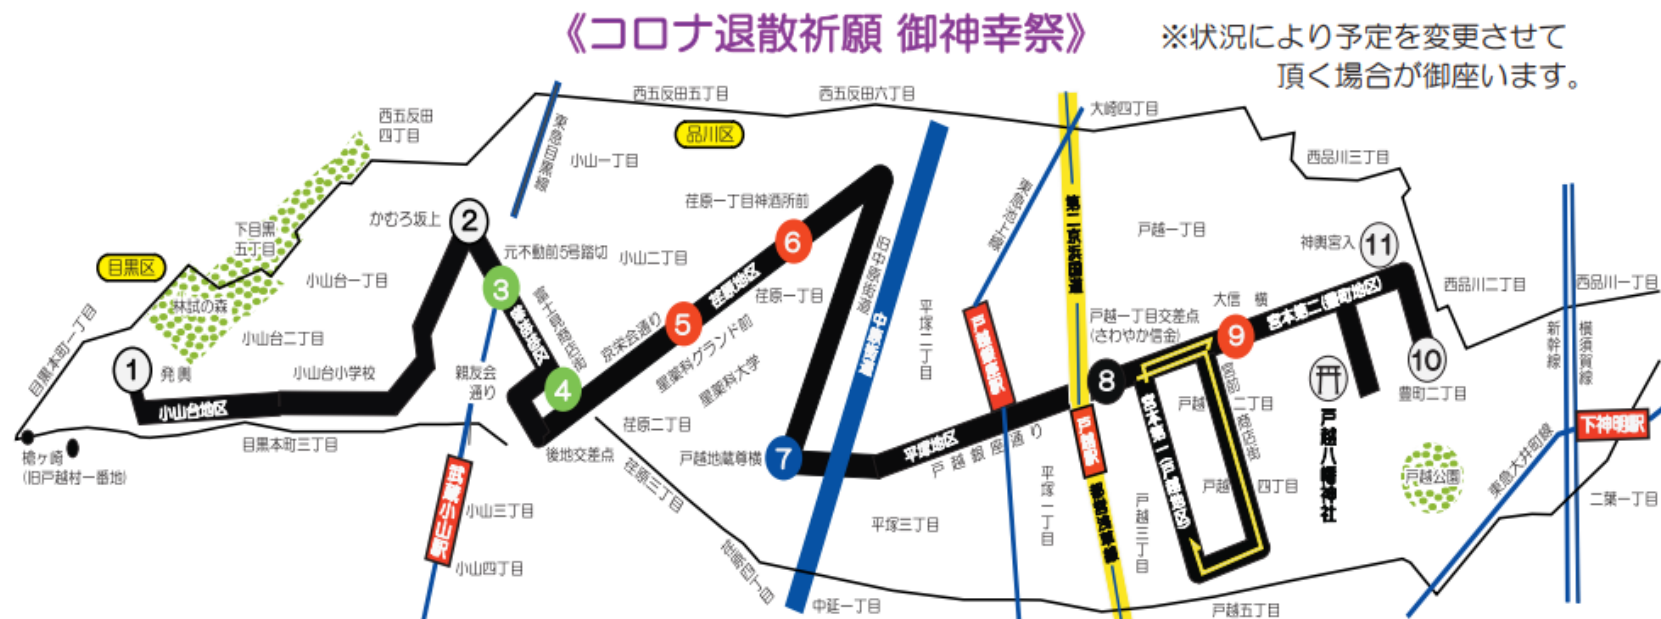 《コロナ退散祈願 御神幸祭》
※状況により予定を変更させて
頂く場合が御座います。
西五反田
四丁目
西五反田五丁目
西五反田六丁目
大崎四丁目
品川区
東急目黒線
小山一丁目
西品川三丁目
かむろ坂上
2
下目黒
五丁目
目黒区
小山台一丁目
林試の森
小山台二丁目
目黒本町一丁目
元不動前5号踏切
3
小山二丁目
荏原一丁目神酒所前
6
荏原地区
荏原一丁目
5
京栄会通り
星薬科グランド前
星薬科大学
後地地区
4
第二京浜国道
戸越一丁目
神輿宮入
11
西品川二丁目
西品川一丁目
新幹線
横須賀線
1
発輿
小山台小学校
小山台地区
親友会
通り
目黒本町三丁目
槍ヶ崎
(旧戸越村一番地)
後地交差点
荏原二丁目
荏原三丁目
荏原四丁目
武蔵小山駅
小山三丁目
小山四丁目
戸越地蔵尊横
7
平塚二丁目
戸越銀座駅
平塚地区
戸越銀座通り
平塚三丁目
平塚一丁目
中延一丁目
戸越一丁目交差点
(さわやか信金)
8
大信 横
9
宮本第二(豊町地区)
10
豊町二丁目
戸越八幡神社
戸越駅
都営浅草線
戸越三丁目
戸越二丁目
戸越四丁目
戸越五丁目
戸越公園
東急大井町線
下神明駅
二葉一丁目